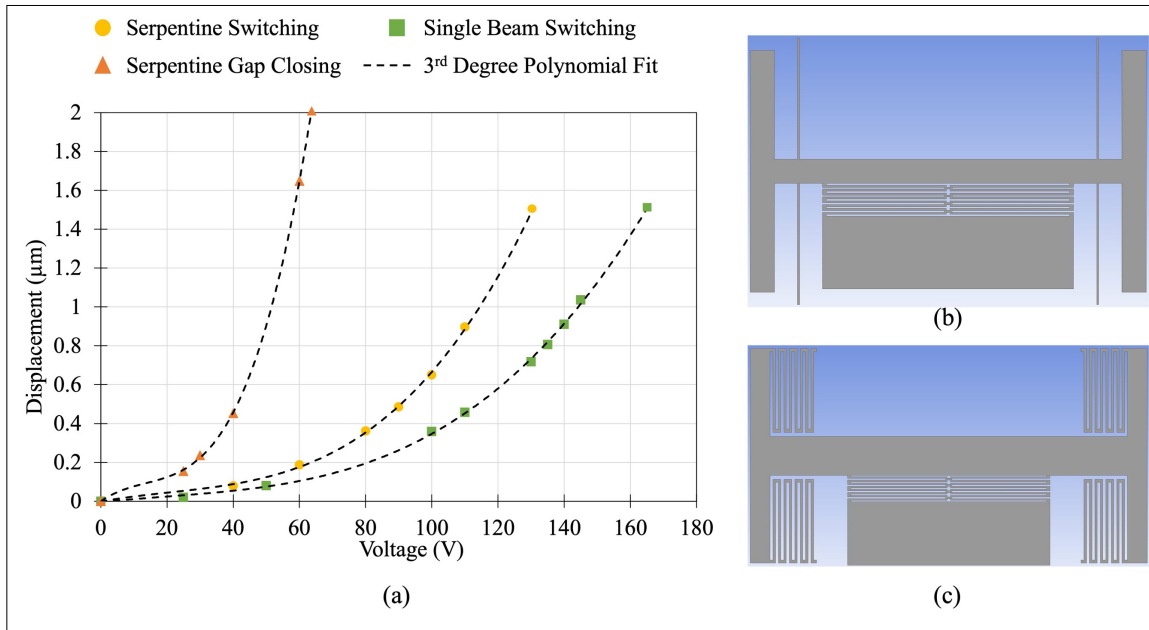 Serpentine Switching
Single Beam Switching
Serpentine Gap Closing
3rd Degree Polynomial Fit
2
1.8
1.6
1.4
1.2
1
0.8
0.6
0.4
0.2
0
Displacement (μm)
0 20 40 60 80 100 120 140 160 180
Voltage (V)
(a)
(b)
(c)